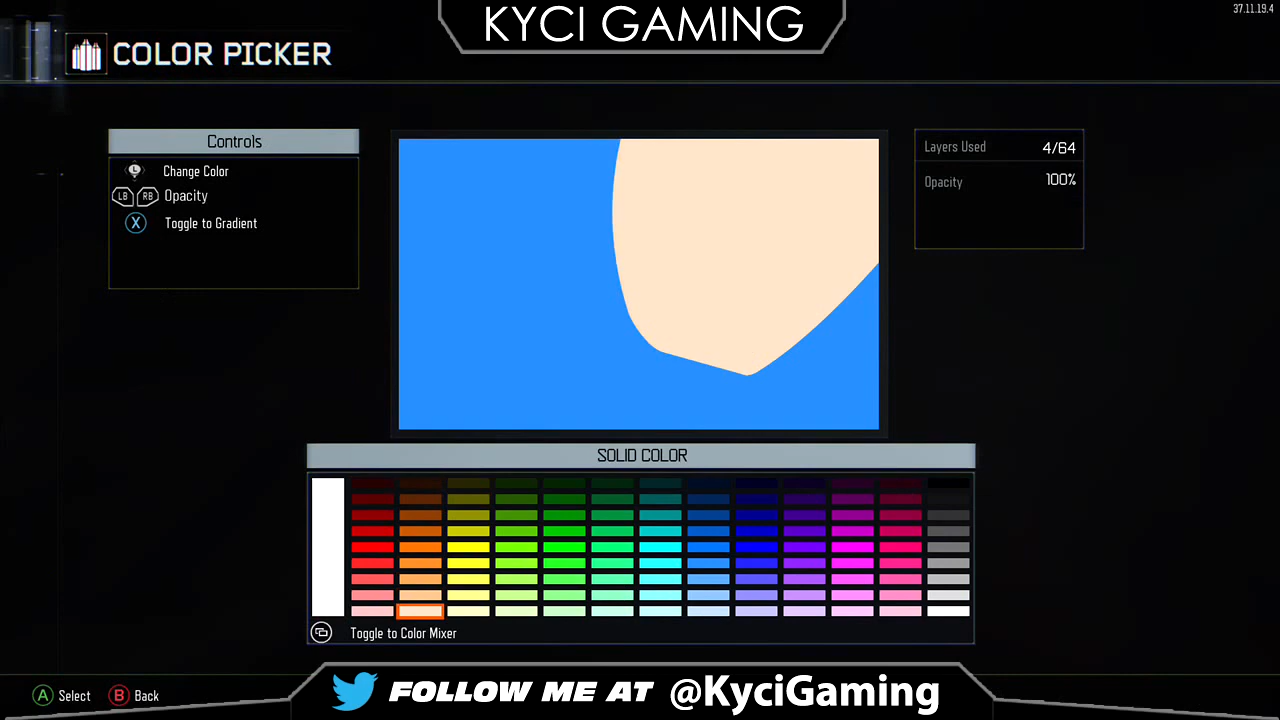 KYCI GAMING
37.11.19.4
COLOR PICKER
Controls
L Change Color
LB RB Opacity
X Toggle to Gradient
Layers Used 4/64
Opacity 100%
SOLID COLOR
Toggle to Color Mixer
A Select B Back
FOLLOW ME AT @KyciGaming